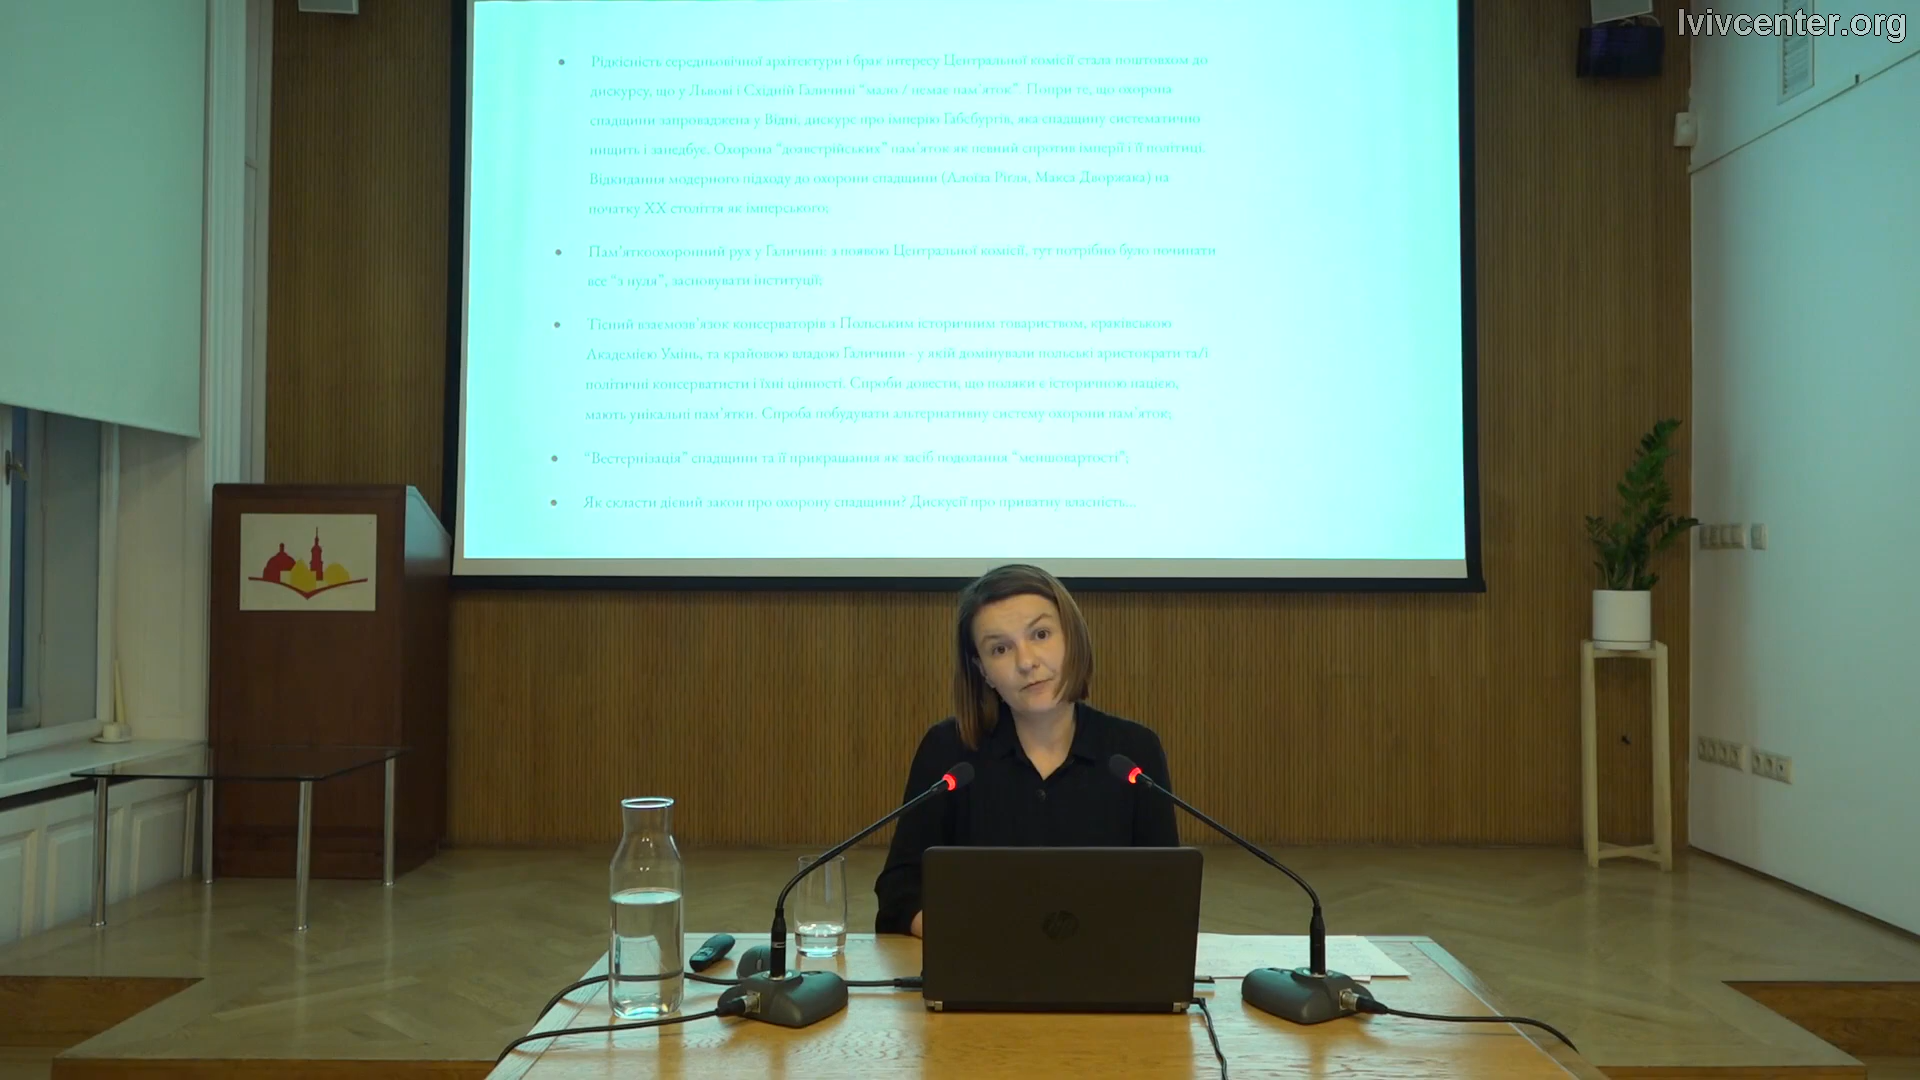 lvivcenter.org
Рідкісність середньовічної архітектури і брак інтересу Центральної комісії стала поштовхом до
дискурсу, що у Львові і Східній Галичині “мало / немає пам’яток”. Попри те, що охорона
спадщини запроваджена у Відні, дискурс про імперію Габсбургів, яка спадщину систематично
нищить і занедбує. Охорона “доавстрійських” пам’яток як певний спротив імперії і її політиці.
Відкидання модерного підходу до охорони спадщини (Алоїза Ріґля, Макса Дворжака) на
початку ХХ століття як імперського;
Пам’яткоохоронний рух у Галичині: з появою Центральної комісії, тут потрібно було починати
все “з нуля”, засновувати інституції;
Тісний взаємозв’язок консерваторів з Польським історичним товариством, краківською
Академією Умінь, та крайовою владою Галичини - у якій домінували польські аристократи та/і
політичні консерватисти і їхні цінності. Спроби довести, що поляки є історичною нацією,
мають унікальні пам’ятки. Спроба побудувати альтернативну систему охорони пам’яток;
“Вестернізація” спадщини та її прикрашання як засіб подолання “меншовартості”;
Як скласти дієвий закон про охорону спадщини? Дискусії про приватну власність...
hp